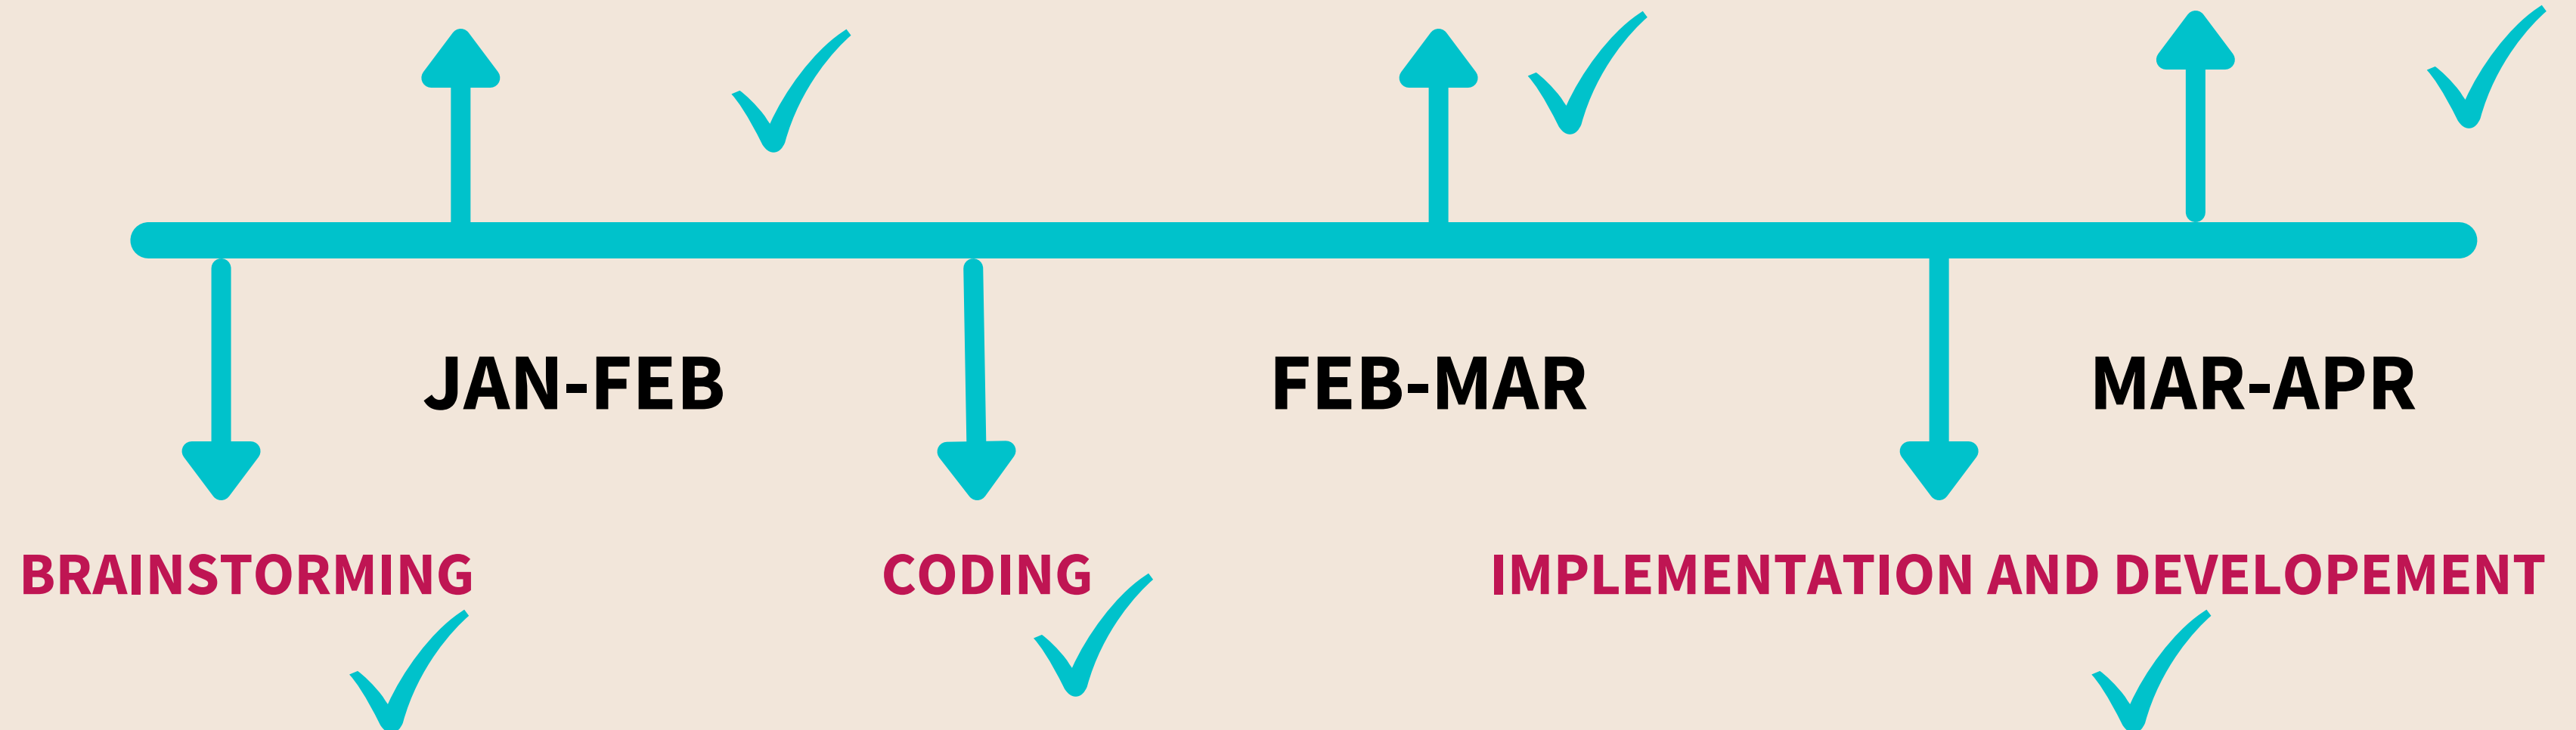 JAN-FEB
FEB-MAR
MAR-APR
BRAINSTORMING
CODING
IMPLEMENTATION AND DEVELOPEMENT